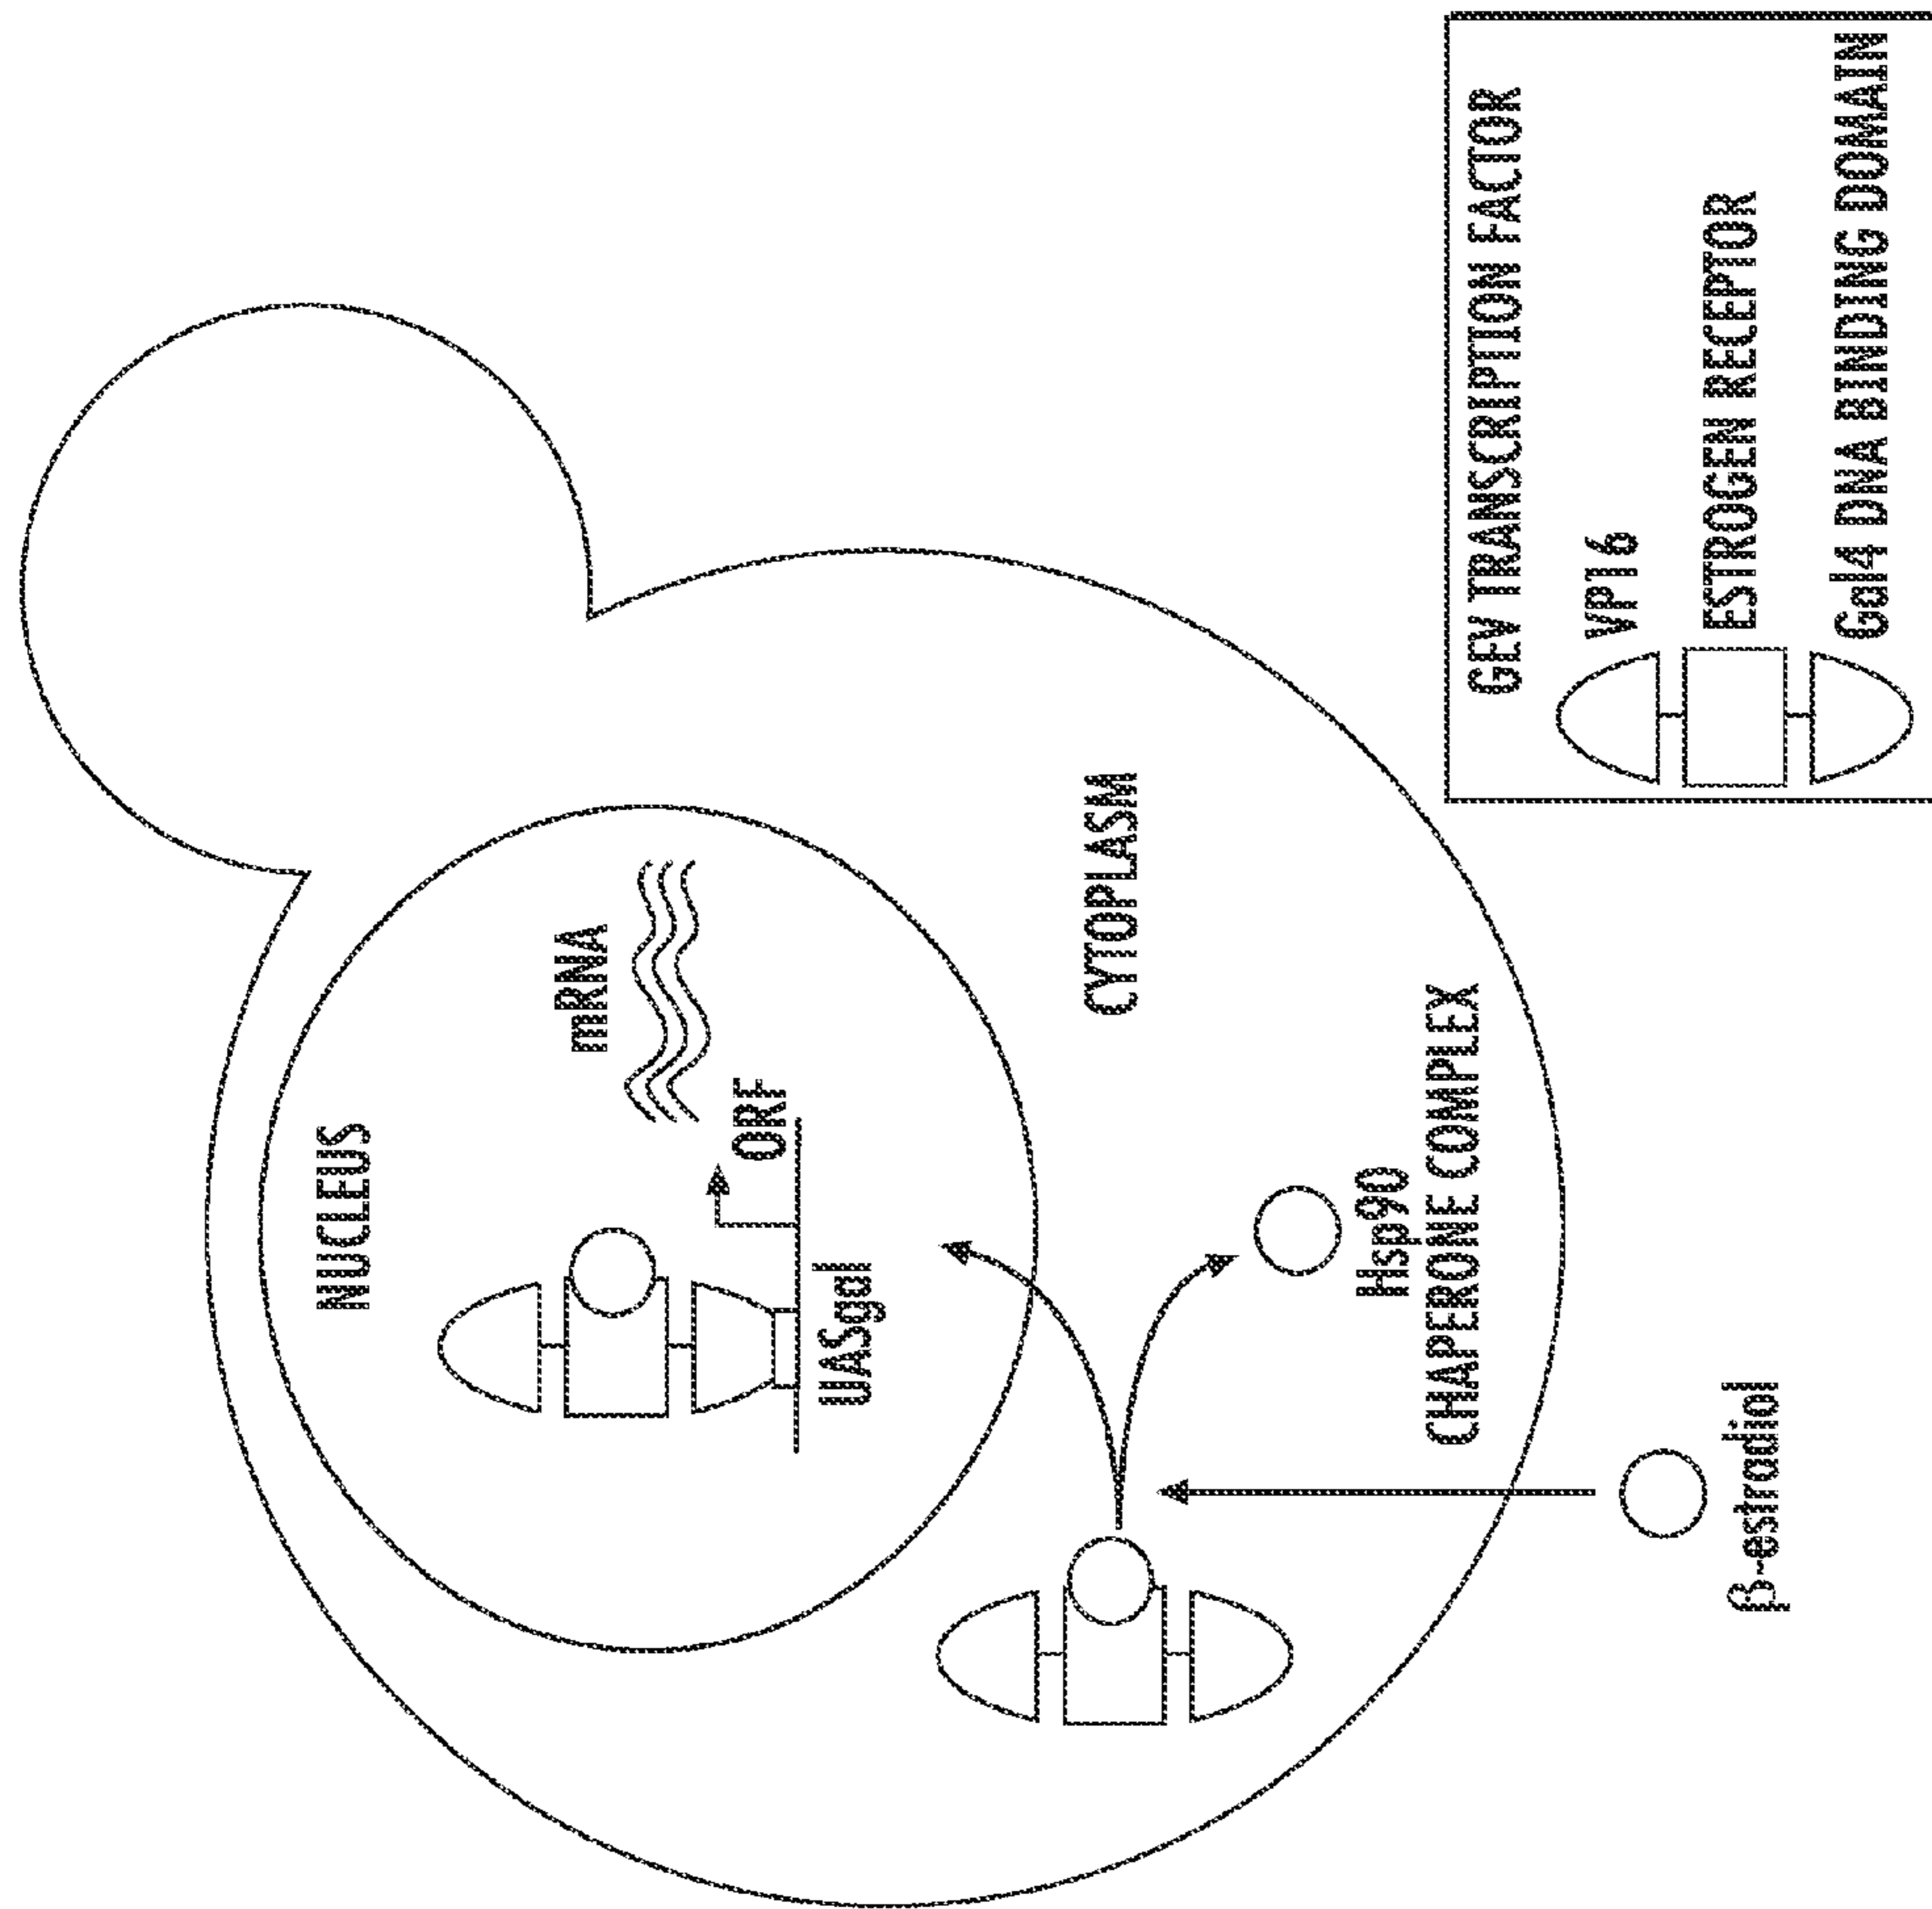 NUCLEUS
mRNA
ORF
UASgal
CYTOPLASM
Hsp90
CHAPERONE COMPLEX
β-estradiol
GEV TRANSCRIPTION FACTOR
VP16
ESTROGEN RECEPTOR
Gal4 DNA BINDING DOMAIN